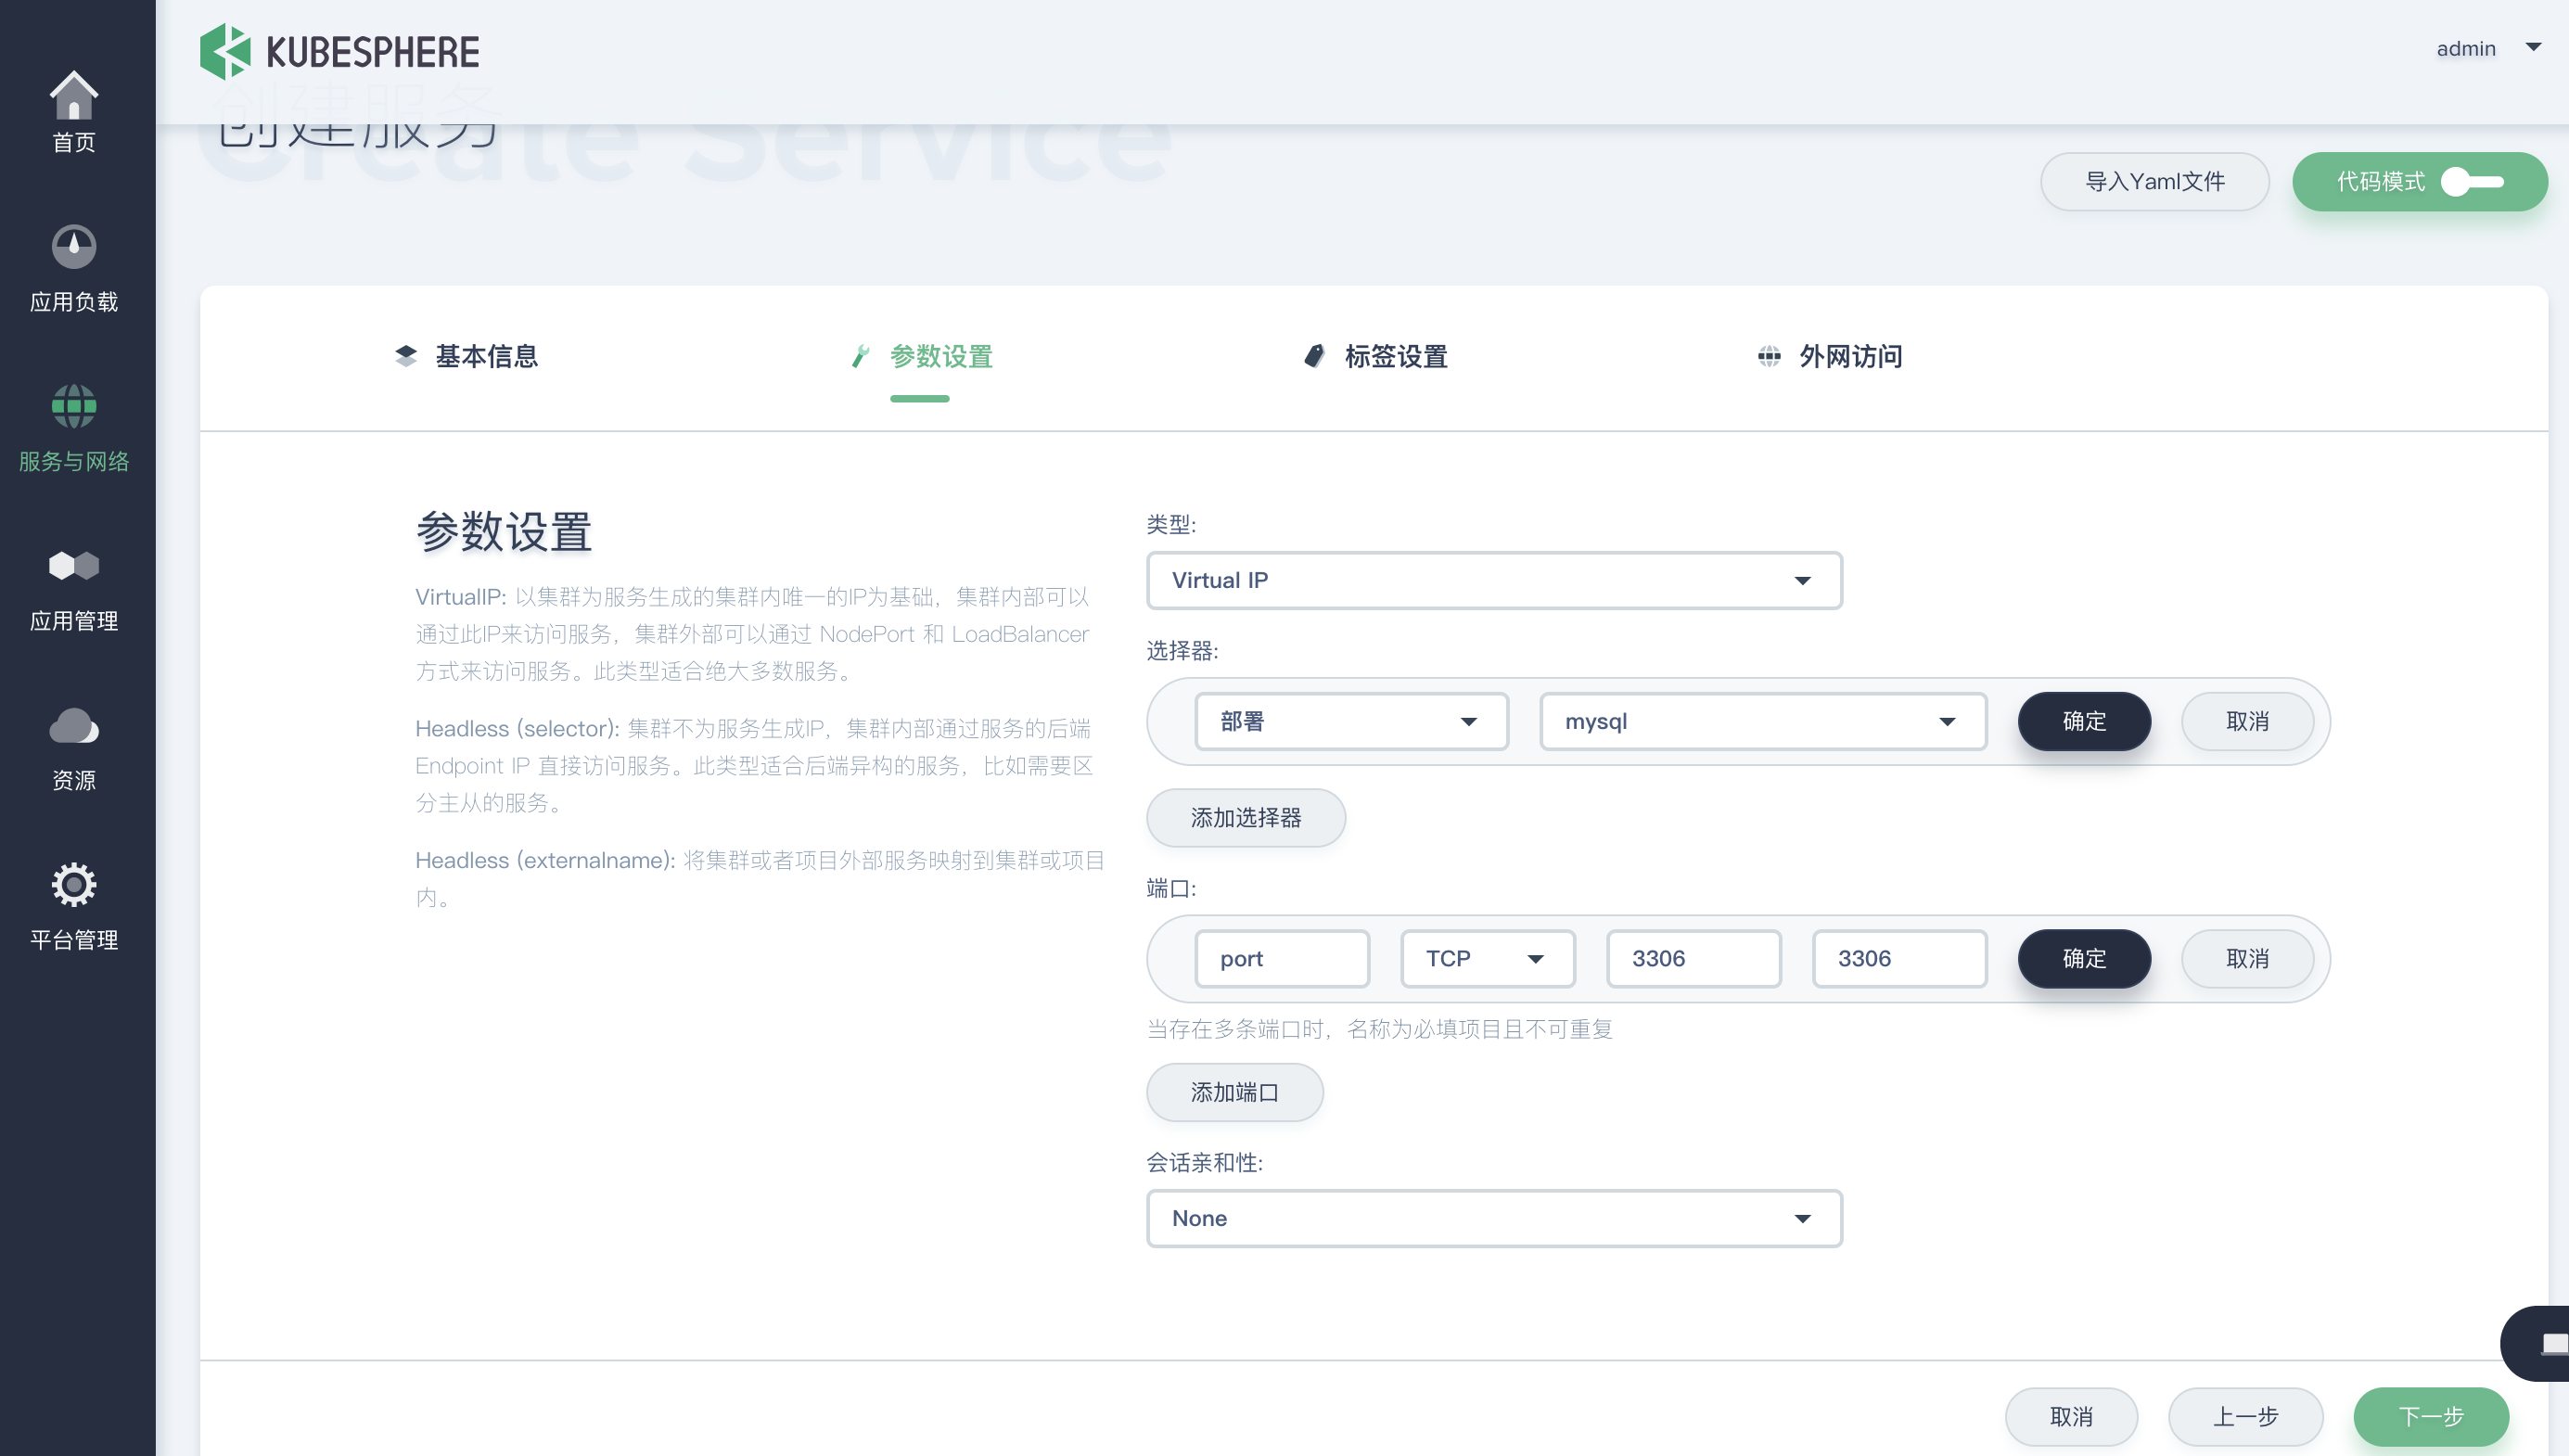 KUBESPHERE
admin
创建服务
Create Service
导入Yaml文件
代码模式
首页
应用负载
服务与网络
应用管理
资源
平台管理
基本信息
参数设置
标签设置
外网访问
参数设置
VirtualIP: 以集群为服务生成的集群内唯一的IP为基础，集群内部可以
通过此IP来访问服务，集群外部可以通过 NodePort 和 LoadBalancer
方式来访问服务。此类型适合绝大多数服务。
Headless (selector): 集群不为服务生成IP，集群内部通过服务的后端
Endpoint IP 直接访问服务。此类型适合后端异构的服务，比如需要区
分主从的服务。
Headless (externalname): 将集群或者项目外部服务映射到集群或项目
内。
类型:
Virtual IP
选择器:
部署
mysql
确定
取消
添加选择器
端口:
port
TCP
3306
3306
确定
取消
当存在多条端口时，名称为必填项目且不可重复
添加端口
会话亲和性:
None
取消
上一步
下一步